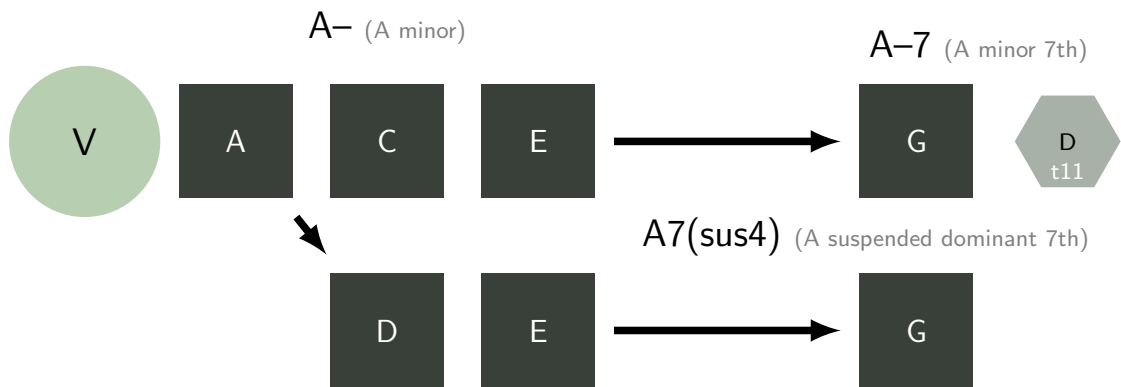 A– (A minor)
A–7 (A minor 7th)
V A C E G D
t11
A7(sus4) (A suspended dominant 7th)
D E G